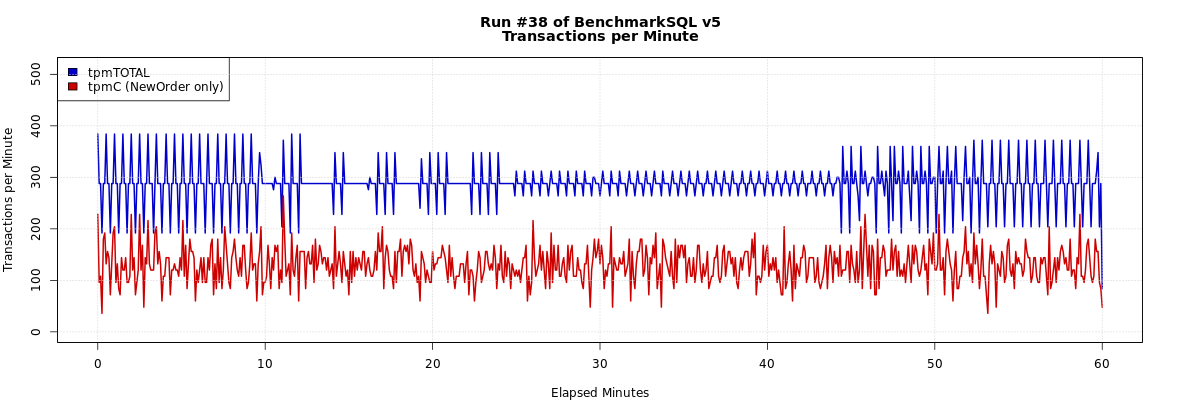 Run #38 of BenchmarkSQL v5
Transactions per Minute
tpmTOTAL
tpmC (NewOrder only)
Transactions per Minute
500
400
300
200
100
0
0 10 20 30 40 50 60
Elapsed Minutes